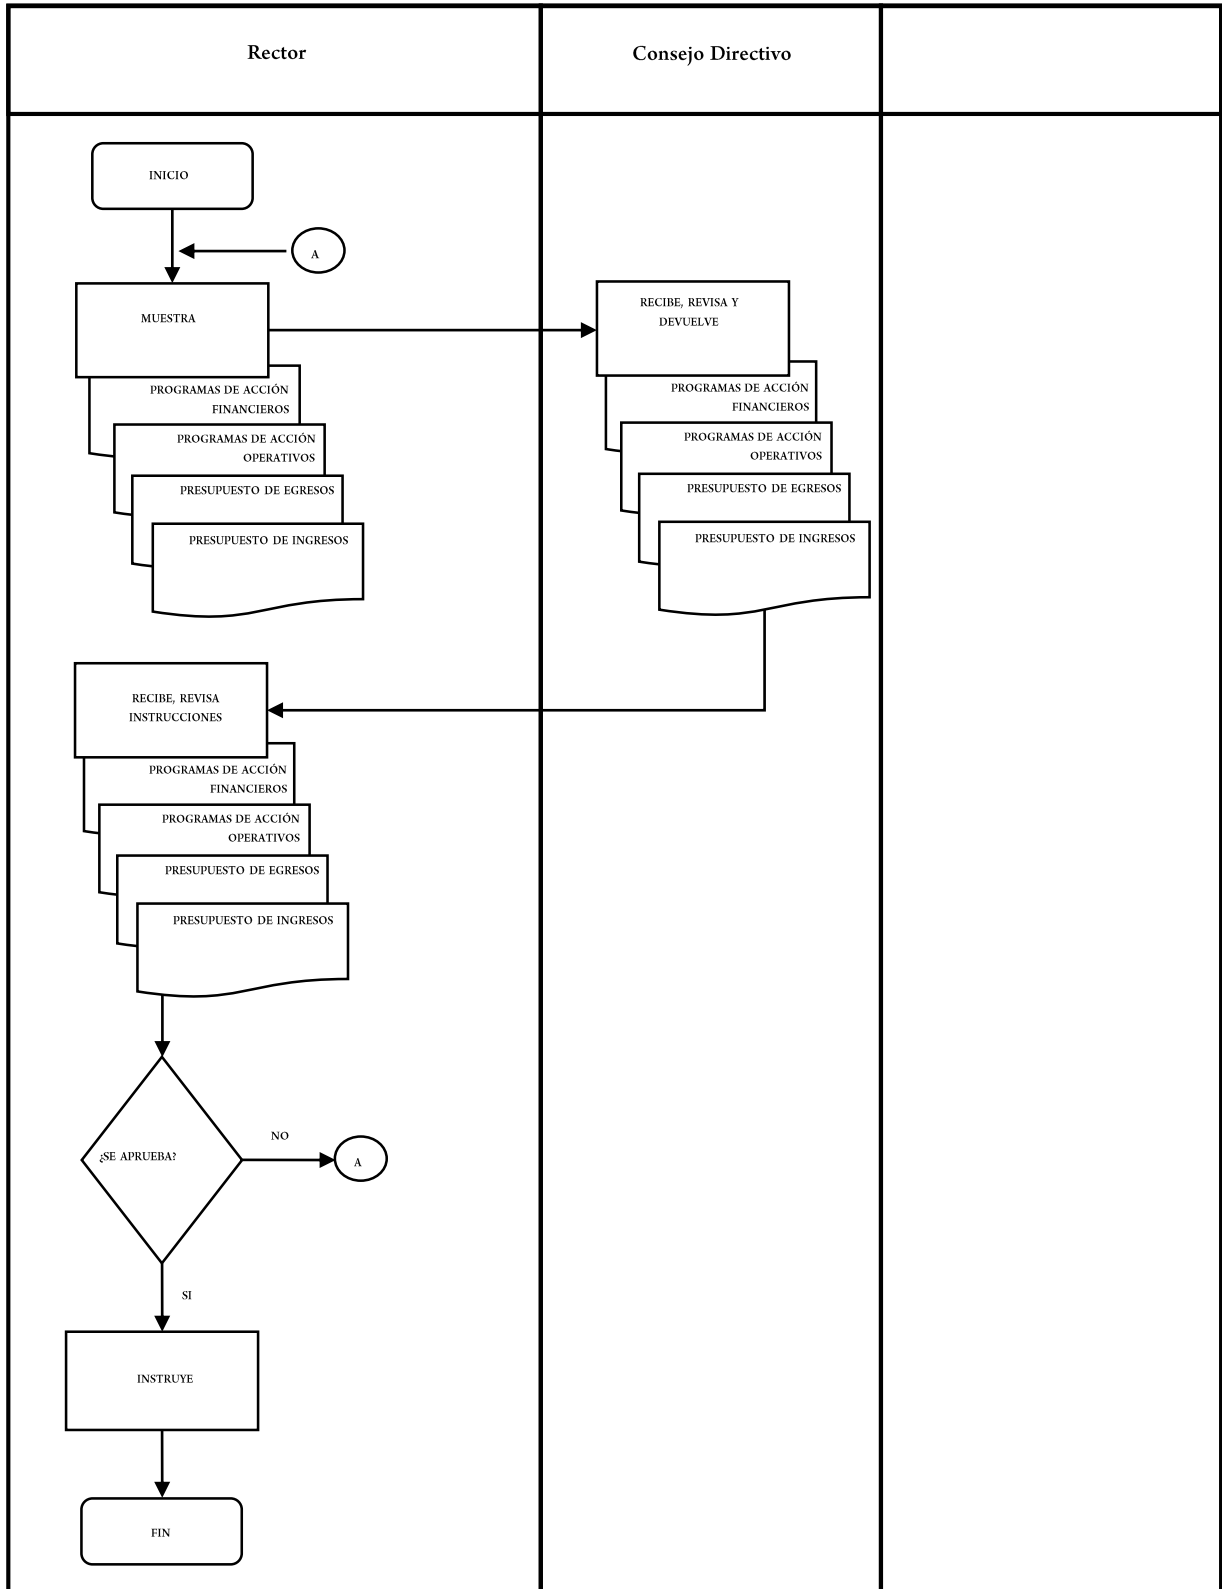 Rector
Consejo Directivo
INICIO
A
MUESTRA
PROGRAMAS DE ACCIÓN
FINANCIEROS
PROGRAMAS DE ACCIÓN
OPERATIVOS
PRESUPUESTO DE EGRESOS
PRESUPUESTO DE INGRESOS
RECIBE, REVISA Y
DEVUELVE
PROGRAMAS DE ACCIÓN
FINANCIEROS
PROGRAMAS DE ACCIÓN
OPERATIVOS
PRESUPUESTO DE EGRESOS
PRESUPUESTO DE INGRESOS
RECIBE, REVISA
INSTRUCCIONES
PROGRAMAS DE ACCIÓN
FINANCIEROS
PROGRAMAS DE ACCIÓN
OPERATIVOS
PRESUPUESTO DE EGRESOS
PRESUPUESTO DE INGRESOS
¿SE APRUEBA?
NO
A
SI
INSTRUYE
FIN